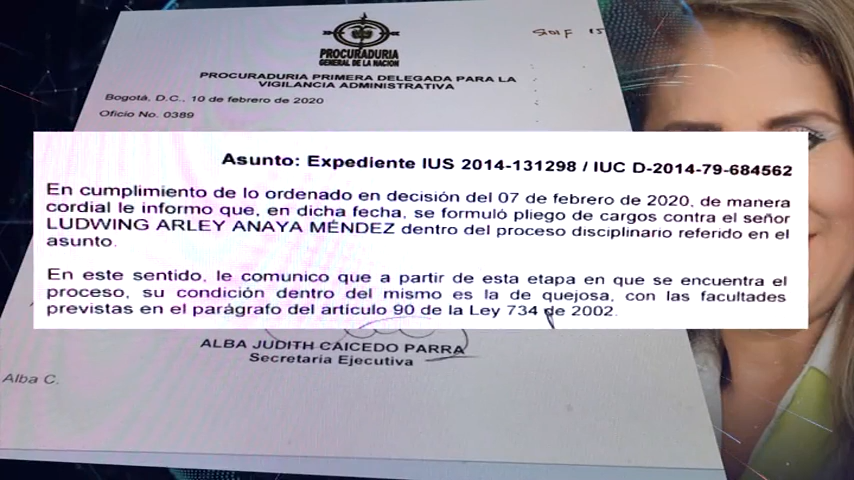 PROCURADURIA
GENERAL DE LA NACION
PROCURADURIA PRIMERA DELEGADA PARA LA
VIGILANCIA ADMINISTRATIVA
Bogotá, D.C., 10 de febrero de 2020
Oficio No. 0389
Asunto: Expediente IUS 2014-131298 / IUC D-2014-79-684562
En cumplimiento de lo ordenado en decisión del 07 de febrero de 2020, de manera
cordial le informo que, en dicha fecha, se formuló pliego de cargos contra el señor
LUDWING ARLEY ANAYA MÉNDEZ dentro del proceso disciplinario referido en el
asunto.
En este sentido, le comunico que a partir de esta etapa en que se encuentra el
proceso, su condición dentro del mismo es la de quejosa, con las facultades
previstas en el parágrafo del artículo 90 de la Ley 734 de 2002.
ALBA JUDITH CAICEDO PARRA
Secretaria Ejecutiva
Alba C.